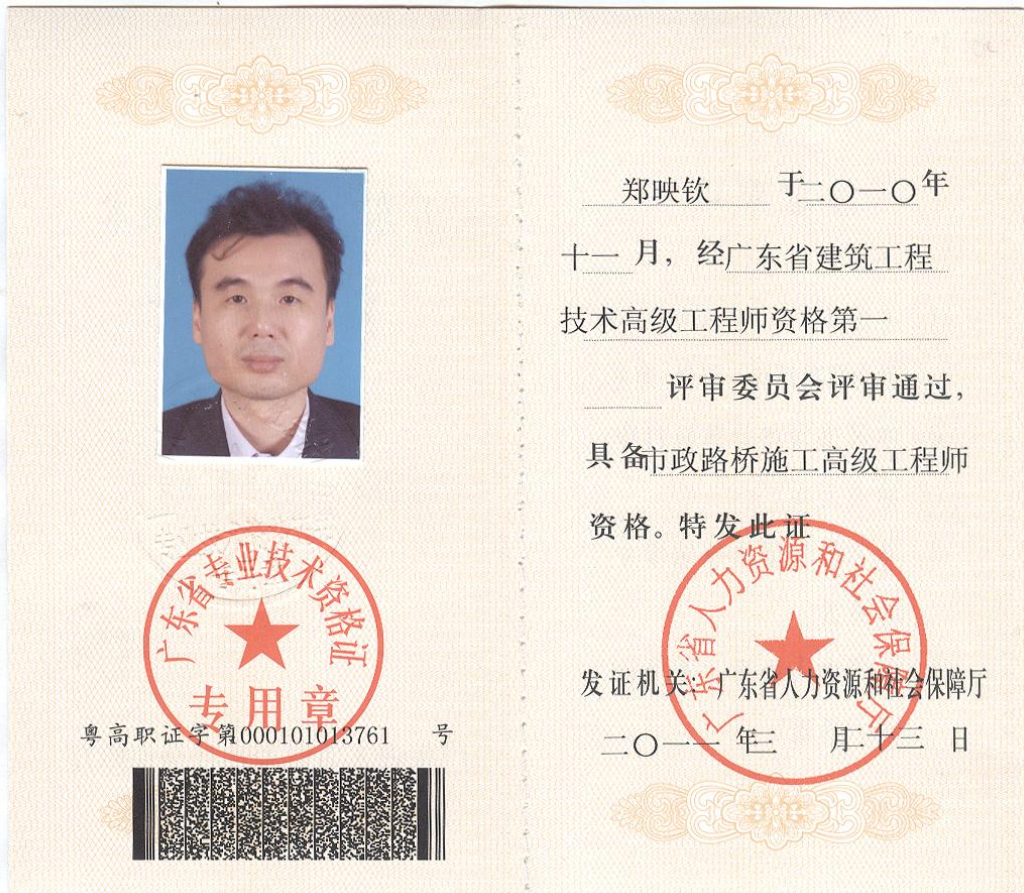 广东省专业技术资格证
专用章
粤高职证字第1000101013761 号
郑映钦 于二〇一〇年
十一月，经广东省建筑工程
技术高级工程师资格第一
评审委员会评审通过，
具备市政路桥施工高级工程师
资格。特发此证
广东省人力资源和社会保障厅
发证机关：广东省人力资源和社会保障厅
二〇一一年三月二十三日